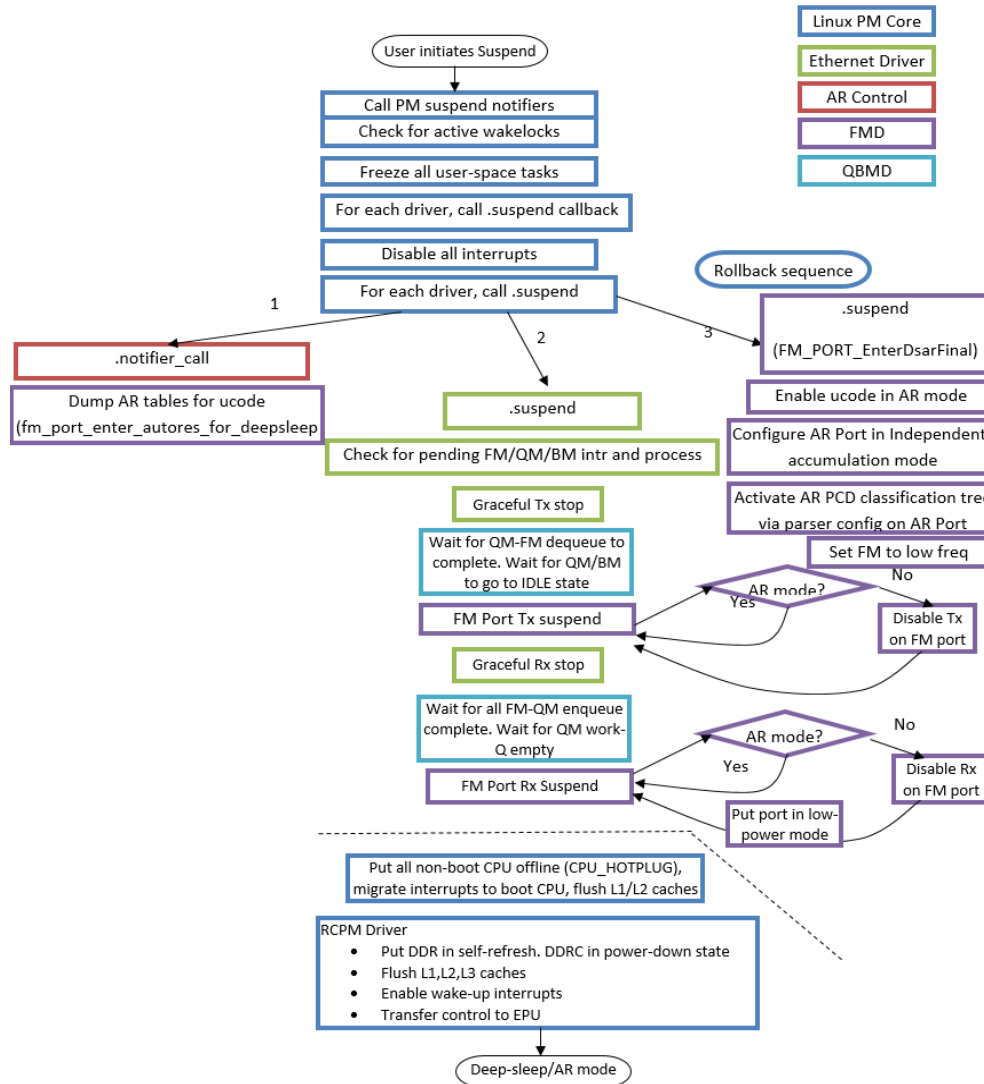 Linux PM Core
Ethernet Driver
AR Control
FMD
QBMD
User initiates Suspend
Call PM suspend notifiers
Check for active wakelocks
Freeze all user-space tasks
For each driver, call .suspend callback
Disable all interrupts
For each driver, call .suspend
Rollback sequence
1
2
3
.notifier_call
Dump AR tables for ucode
(fm_port_enter_autores_for_deepsleep
.suspend
(FM_PORT_EnterDsarFinal)
Enable ucode in AR mode
Configure AR Port in Independent
accumulation mode
Activate AR PCD classification tree
via parser config on AR Port
Set FM to low freq
.suspend
Check for pending FM/QM/BM intr and process
Graceful Tx stop
Wait for QM-FM dequeue to
complete. Wait for QM/BM
to go to IDLE state
FM Port Tx suspend
AR mode?
Yes
No
Disable Tx
on FM port
Graceful Rx stop
Wait for all FM-QM enqueue
complete. Wait for QM work-
Q empty
FM Port Rx Suspend
AR mode?
Yes
No
Disable Rx
on FM port
Put port in low-
power mode
Put all non-boot CPU offline (CPU_HOTPLUG),
migrate interrupts to boot CPU, flush L1/L2 caches
RCPM Driver
• Put DDR in self-refresh. DDRC in power-down state
• Flush L1,L2,L3 caches
• Enable wake-up interrupts
• Transfer control to EPU
Deep-sleep/AR mode